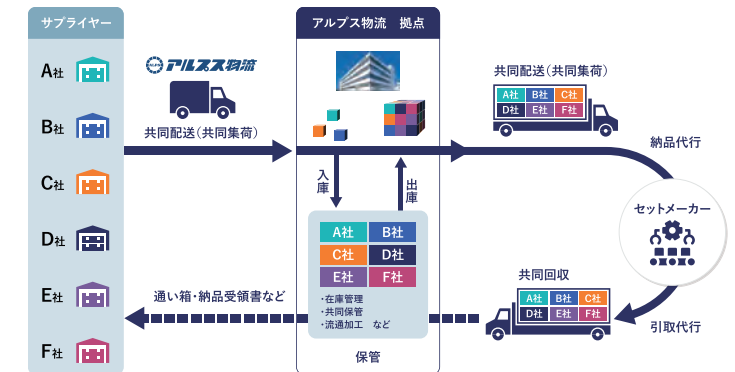 サプライヤー
A社
B社
C社
D社
E社
F社
アルプス物流
共同配送（共同集荷）
アルプス物流 拠点
入庫
出庫
A社 B社
C社 D社
E社 F社
・在庫管理
・共同保管
・流通加工 など
保管
共同配送（共同集荷）
A社 B社 C社
D社 E社 F社
納品代行
セットメーカー
引取代行
共同回収
A社 B社 C社
D社 E社 F社
通い箱・納品受領書など